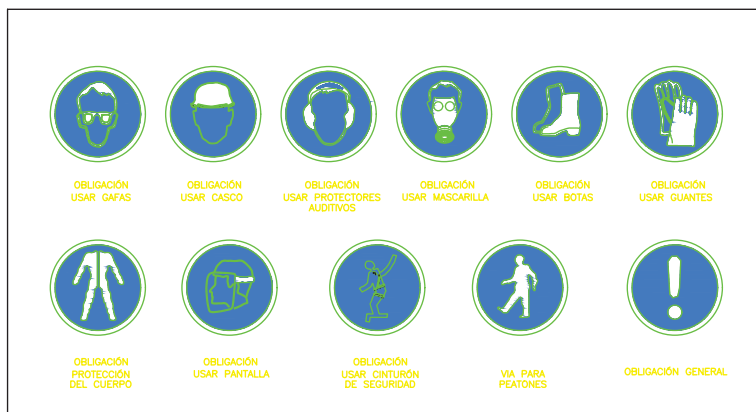 OBLIGACIÓN
USAR GAFAS
OBLIGACIÓN
USAR CASCO
OBLIGACIÓN
USAR PROTECTORES
AUDITIVOS
OBLIGACIÓN
USAR MASCARILLA
OBLIGACIÓN
USAR BOTAS
OBLIGACIÓN
USAR GUANTES
OBLIGACIÓN
PROTECCIÓN
DEL CUERPO
OBLIGACIÓN
USAR PANTALLA
OBLIGACIÓN
USAR CINTURÓN
DE SEGURIDAD
VIA PARA
PEATONES
OBLIGACIÓN GENERAL